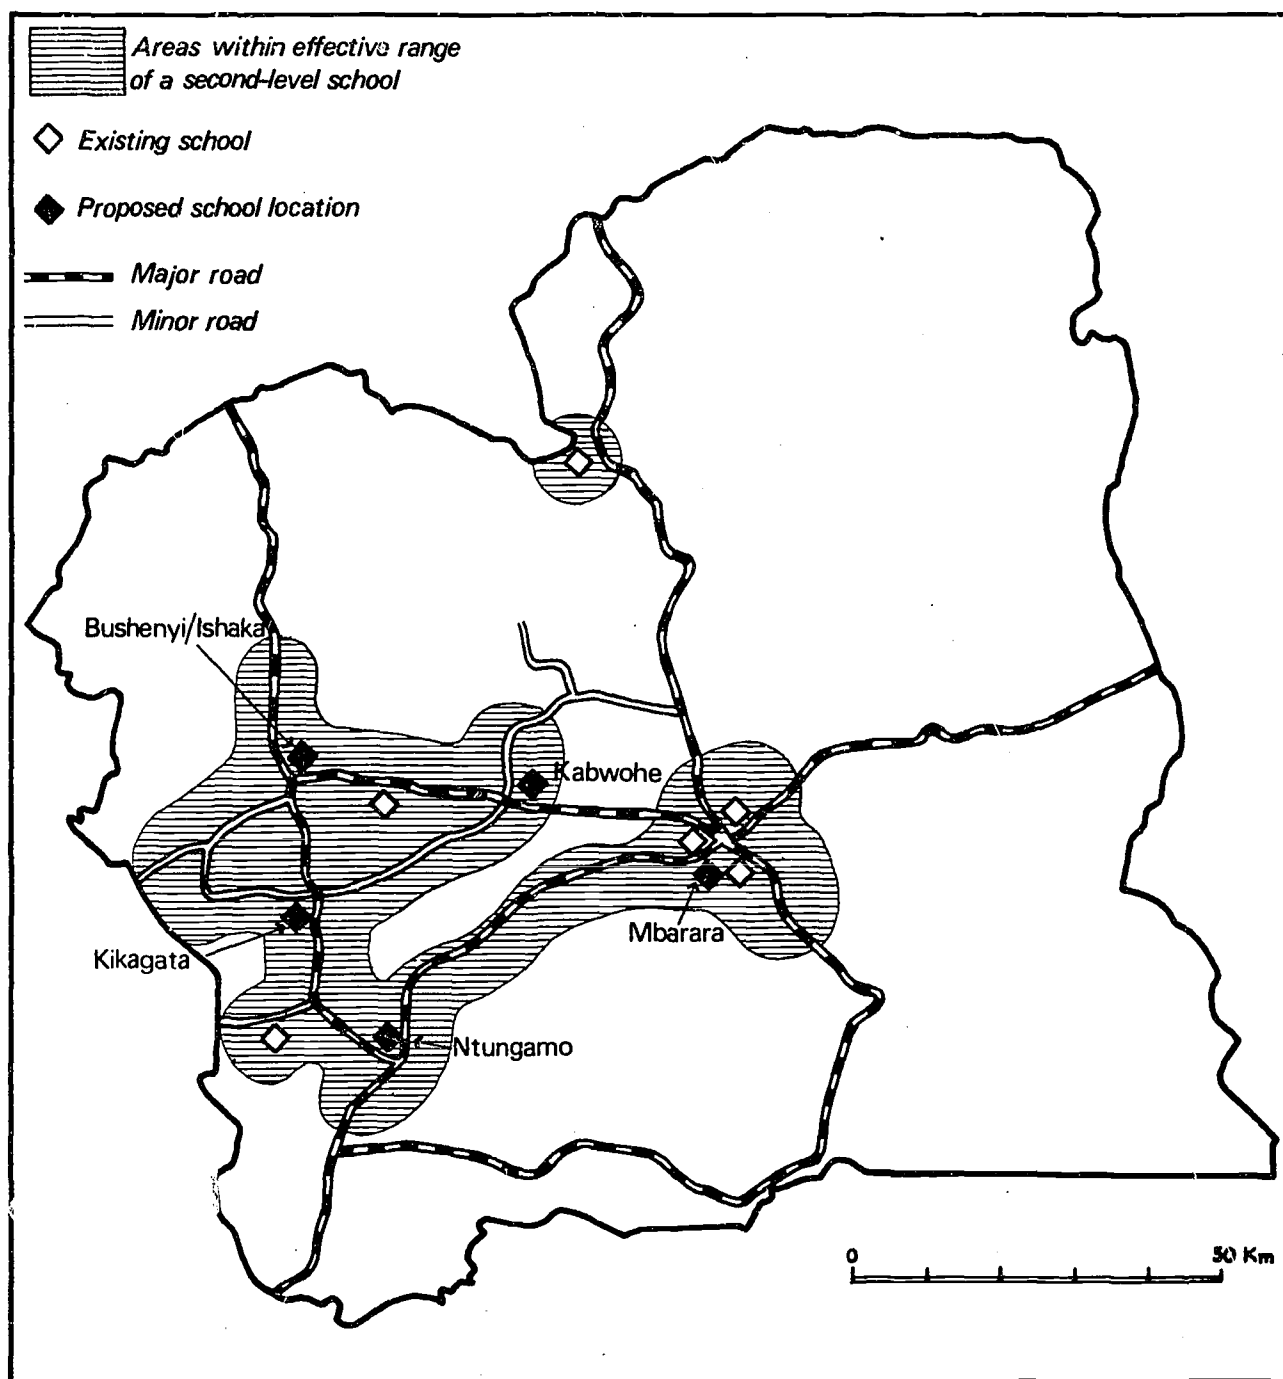 Areas within effective range
of a second-level school
Existing school
Proposed school location
Major road
Minor road
Bushenyi/Ishaka
Kabwohe
Mbarara
Kikagata
Ntungamo
0
50 Km